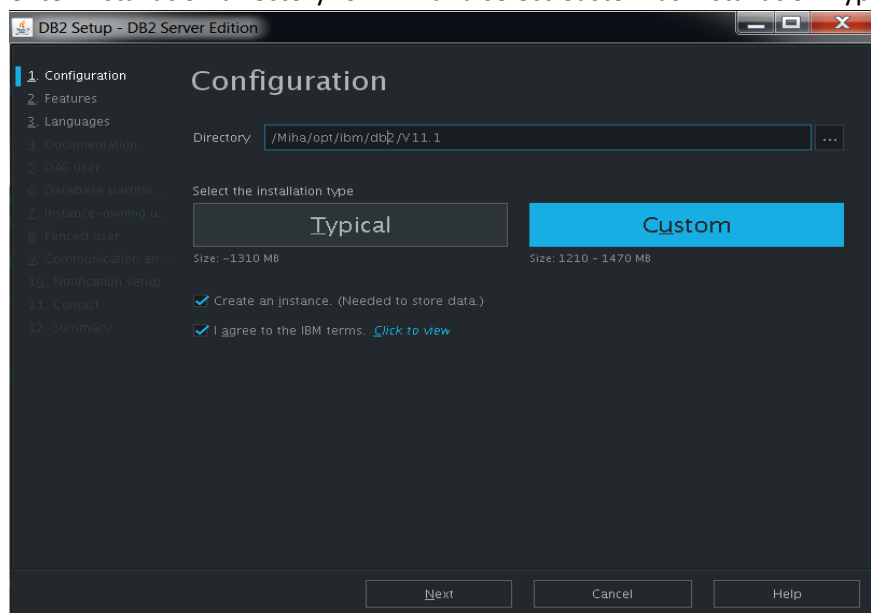 DB2 Setup - DB2 Server Edition
X
1. Configuration
2. Features
3. Languages
4. Documentation
5. DAS user
6. Database partitio...
7. Instance-owning u...
8. Fenced user
9. Communication an...
10. Notification setup
11. Contact
12. Summary
Configuration
Directory /Miha/opt/ibm/db2/V11.1 ...
Select the installation type
Typical Custom
Size: ~1310 MB Size: 1210 - 1470 MB
Create an instance. (Needed to store data.)
I agree to the IBM terms. Click to view
Next Cancel Help